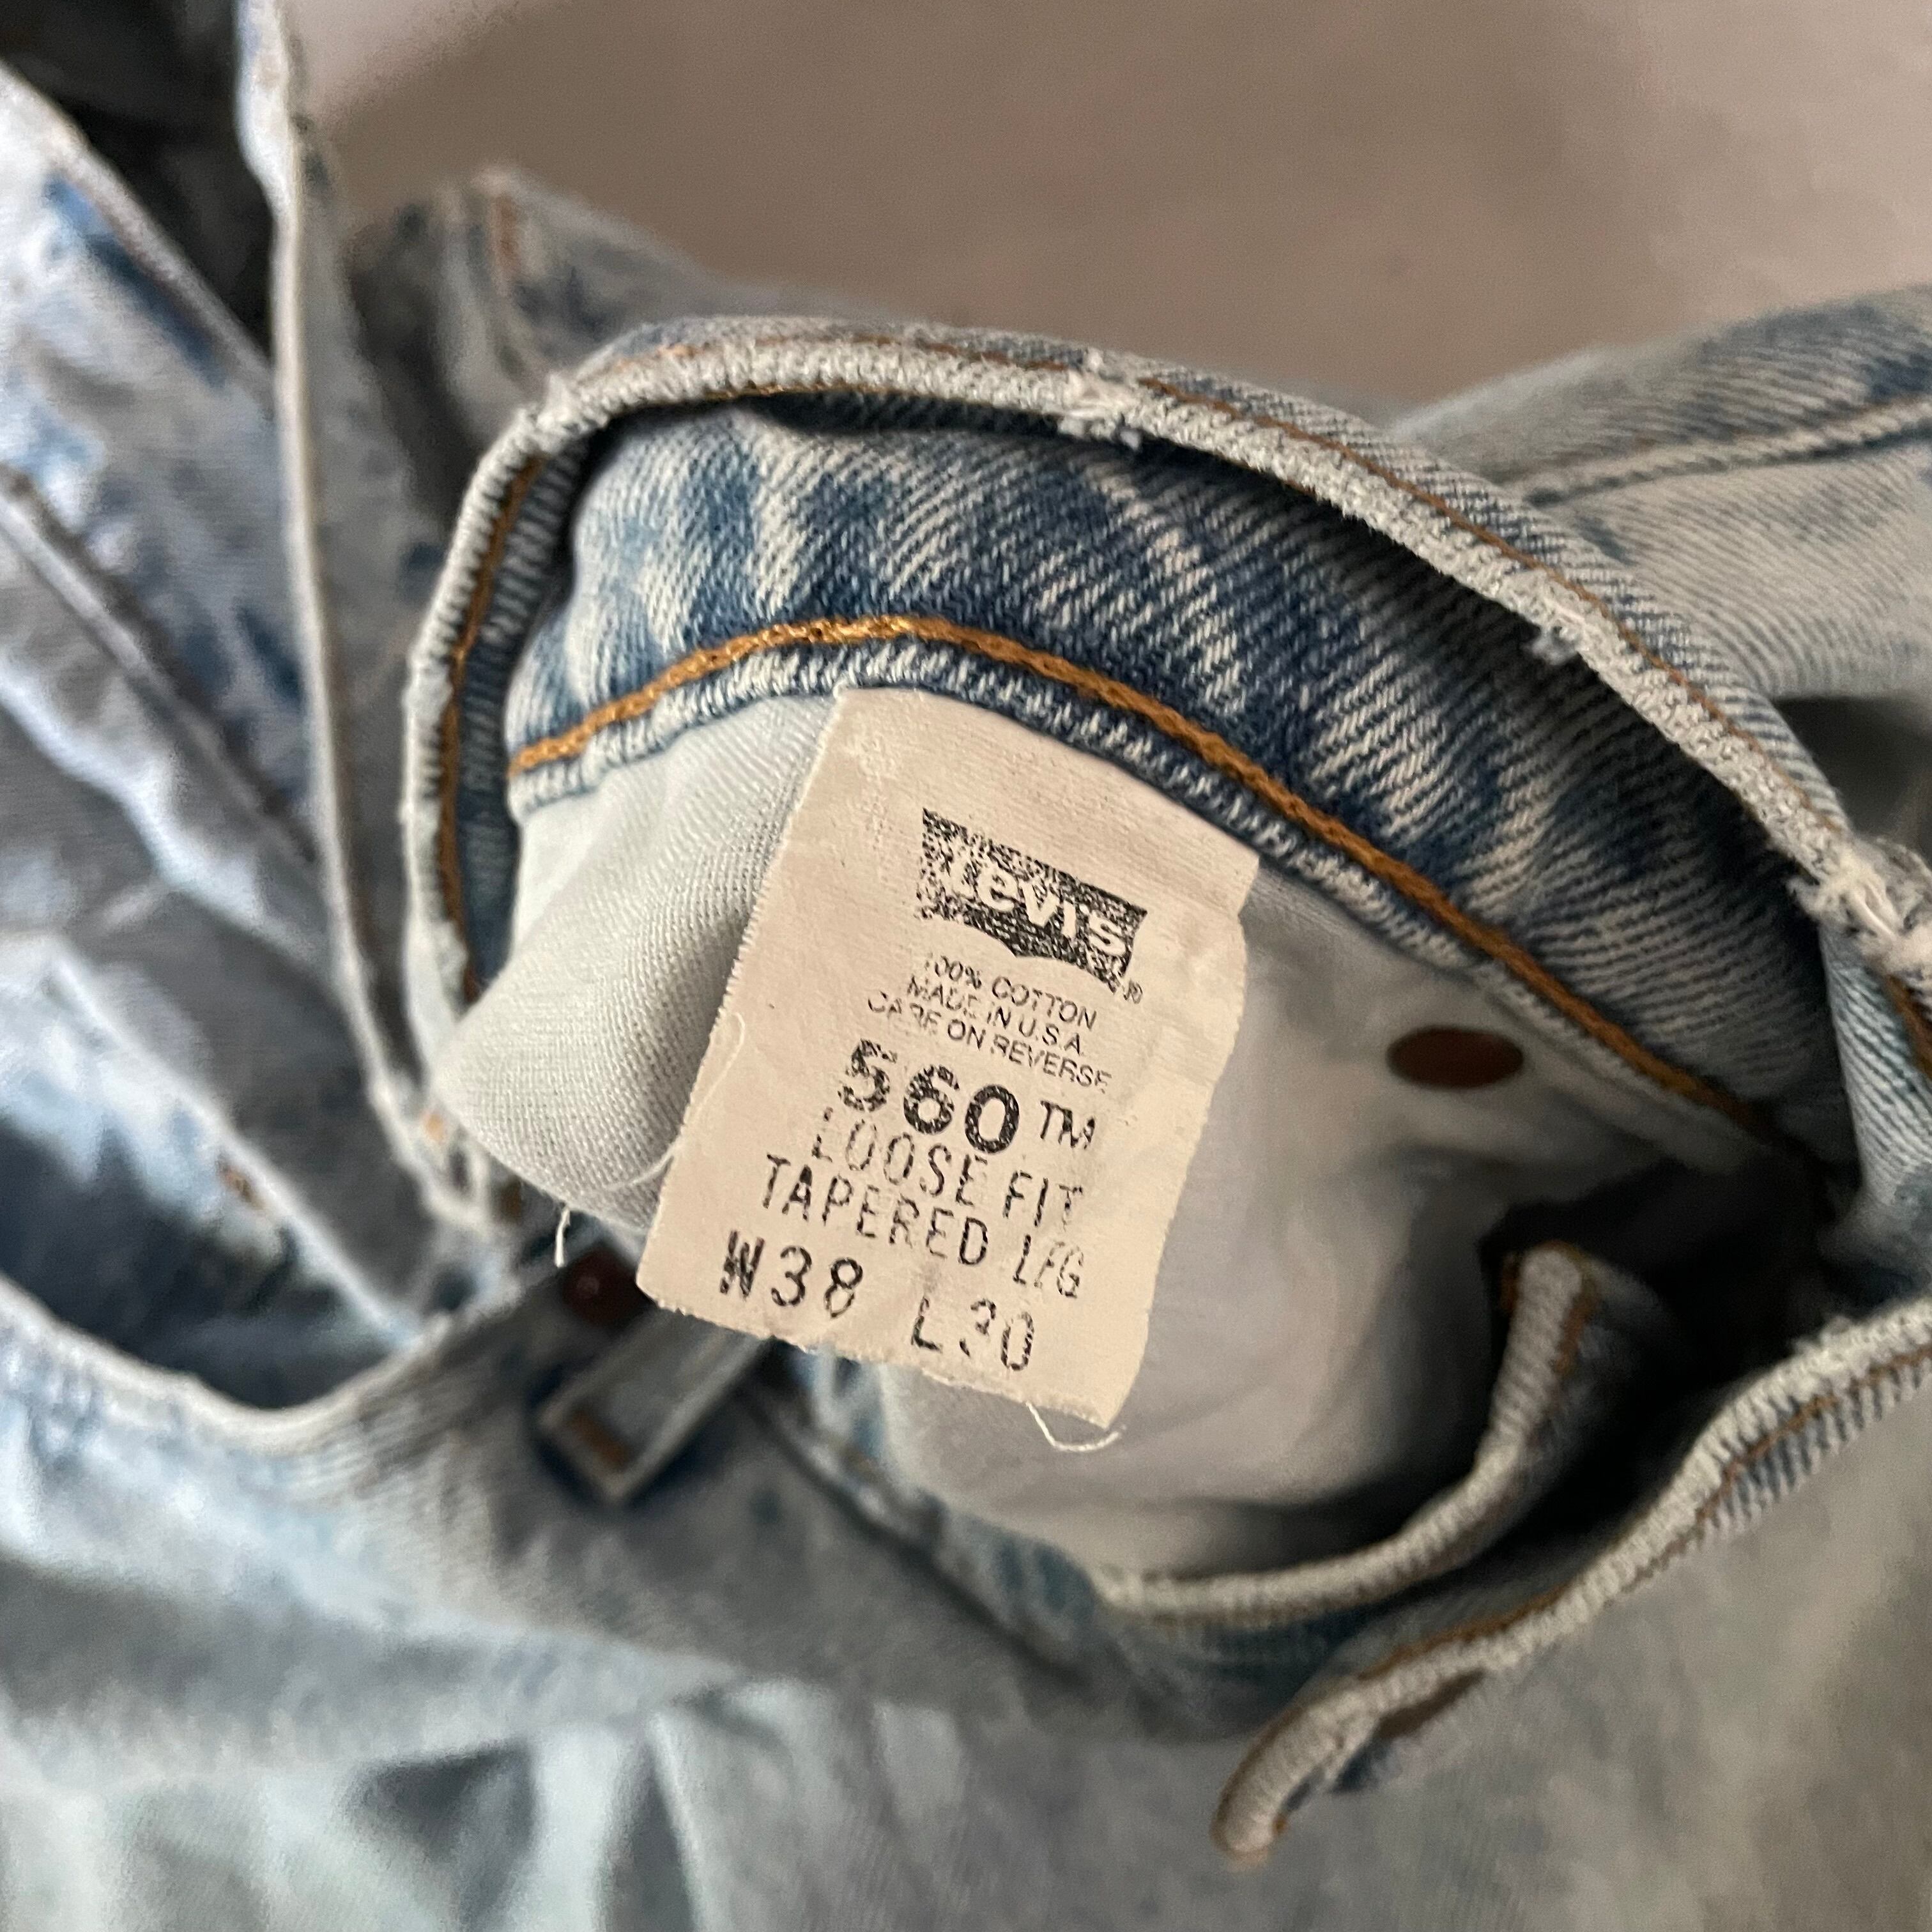 Levi's®
100% COTTON
MADE IN U.S.A.
CARE ON REVERSE
560™
LOOSE FIT
TAPERED LEG
W38 L30